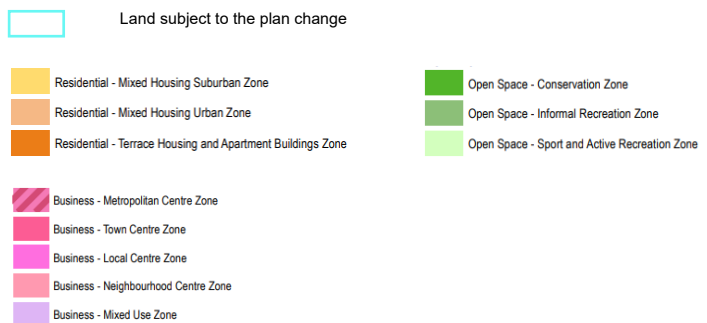 Land subject to the plan change
Residential - Mixed Housing Suburban Zone
Residential - Mixed Housing Urban Zone
Residential - Terrace Housing and Apartment Buildings Zone
Open Space - Conservation Zone
Open Space - Informal Recreation Zone
Open Space - Sport and Active Recreation Zone
Business - Metropolitan Centre Zone
Business - Town Centre Zone
Business - Local Centre Zone
Business - Neighbourhood Centre Zone
Business - Mixed Use Zone